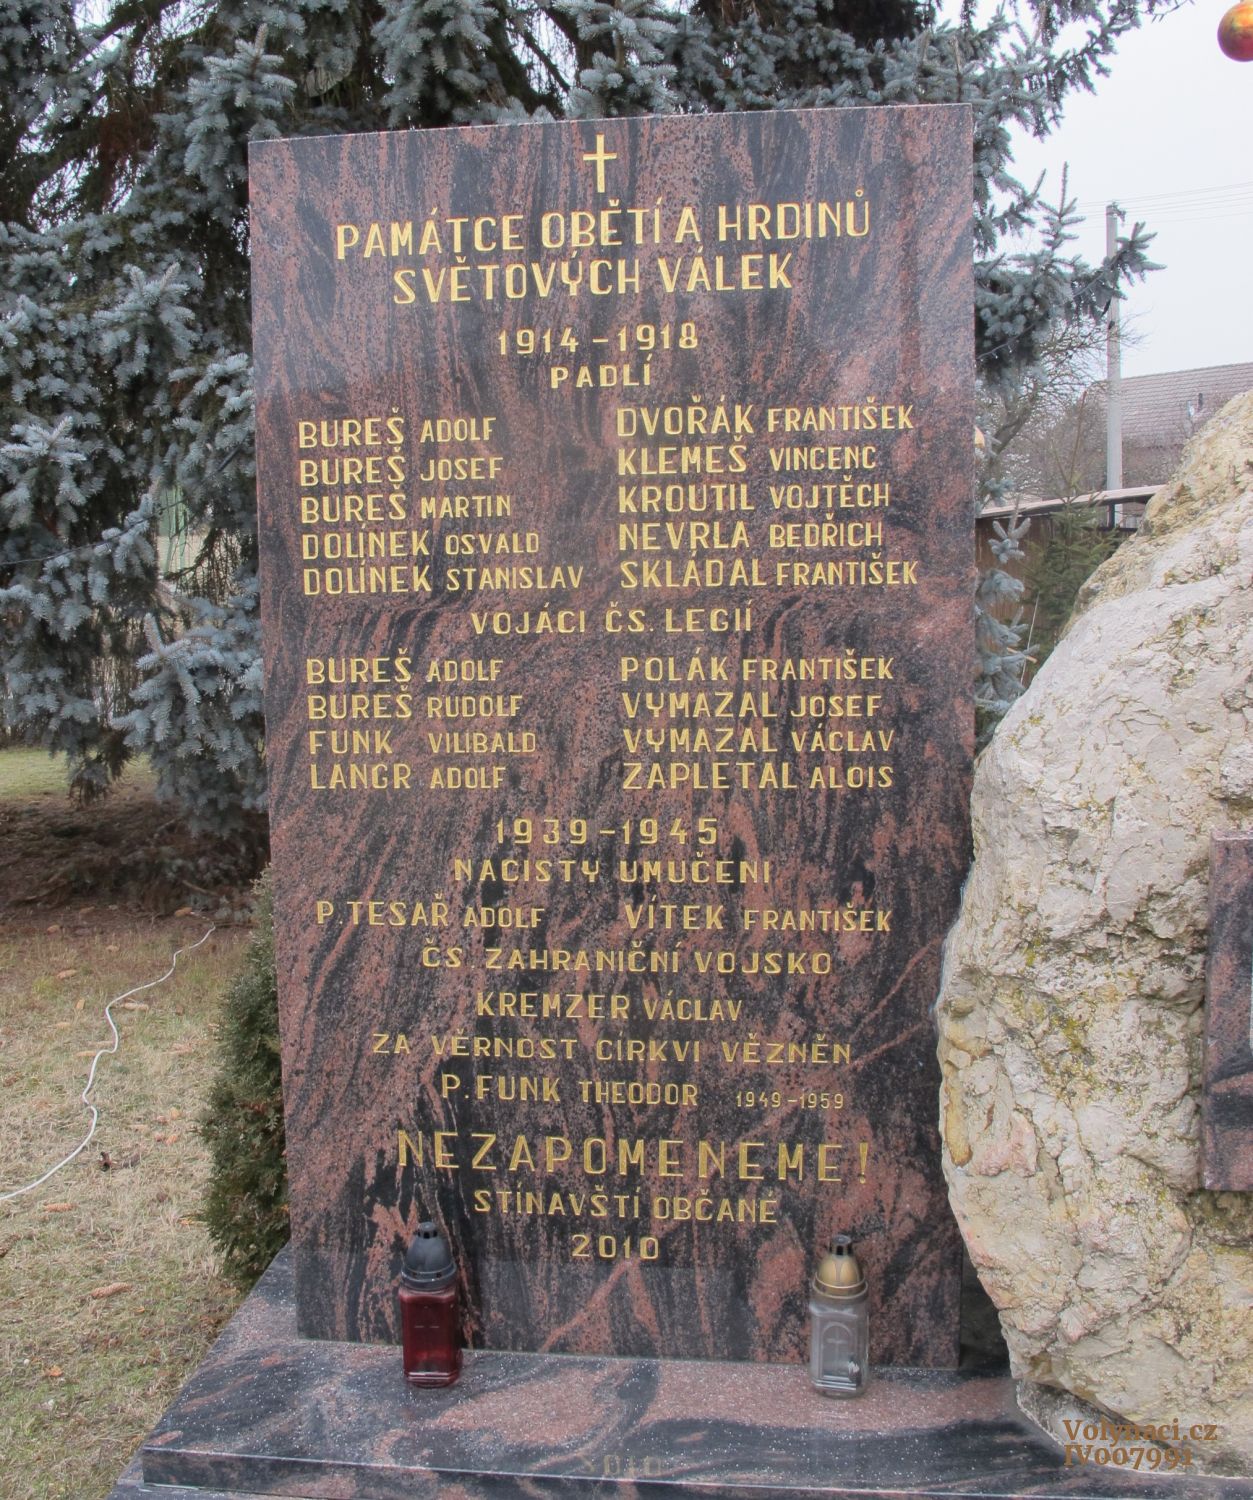 PAMÁTCE OBĚTÍ A HRDINŮ
SVĚTOVÝCH VÁLEK
1914-1918
PADLÍ
BUREŠ ADOLF DVOŘÁK FRANTIŠEK
BUREŠ JOSEF KLEMEŠ VINCENC
BUREŠ MARTIN KROUTIL VOJTĚCH
DOLÍNEK OSVALD NEVRLA BEDŘICH
DOLÍNEK STANISLAV SKLÁDAL FRANTIŠEK
VOJÁCI ČS. LEGIÍ
BUREŠ ADOLF POLÁK FRANTIŠEK
BUREŠ RUDOLF VYMAZAL JOSEF
FUNK VILIBALD VYMAZAL VÁCLAV
LANGR ADOLF ZAPLETAL ALOIS
1939-1945
NACISTY UMUČENI
P. TESAŘ ADOLF VÍTEK FRANTIŠEK
ČS. ZAHRANIČNÍ VOJSKO
KREMZER VÁCLAV
ZA VĚRNOST CIRKVI VĚZNĚN
P. FUNK THEODOR 1949-1959
NEZAPOMENEME!
STÍNAVŠTÍ OBČANÉ
2010
Volynaci.cz
IV007991